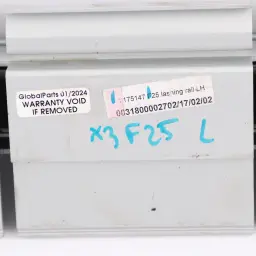 GlobalParts 01/2024
WARRANTY VOID
IF REMOVED
175147 F25 lashing rail LH
0031800002702/17/02/02
X3 F25 L